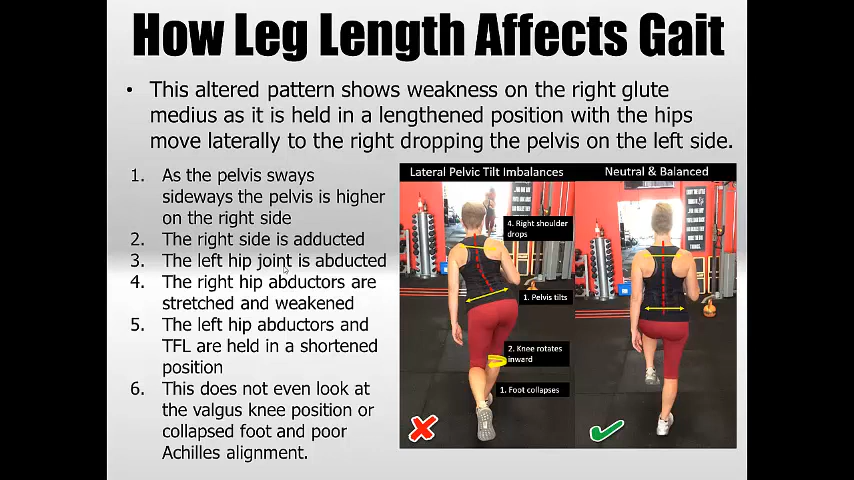 How Leg Length Affects Gait
• This altered pattern shows weakness on the right glute
medius as it is held in a lengthened position with the hips
move laterally to the right dropping the pelvis on the left side.
1. As the pelvis sways
sideways the pelvis is higher
on the right side
2. The right side is adducted
3. The left hip joint is abducted
4. The right hip abductors are
stretched and weakened
5. The left hip abductors and
TFL are held in a shortened
position
6. This does not even look at
the valgus knee position or
collapsed foot and poor
Achilles alignment.
Lateral Pelvic Tilt Imbalances
4. Right shoulder
drops
1. Pelvis tilts
2. Knee rotates
inward
1. Foot collapses
Neutral & Balanced